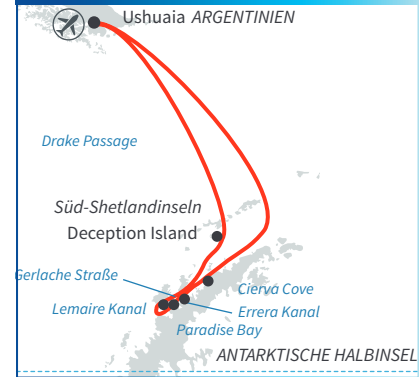 Ushuaia ARGENTINIEN
Drake Passage
Süd-Shetlandinseln
Deception Island
Gerlache Straße
Cierva Cove
Lemaire Kanal
Errera Kanal
Paradise Bay
ANTARKTISCHE HALBINSEL